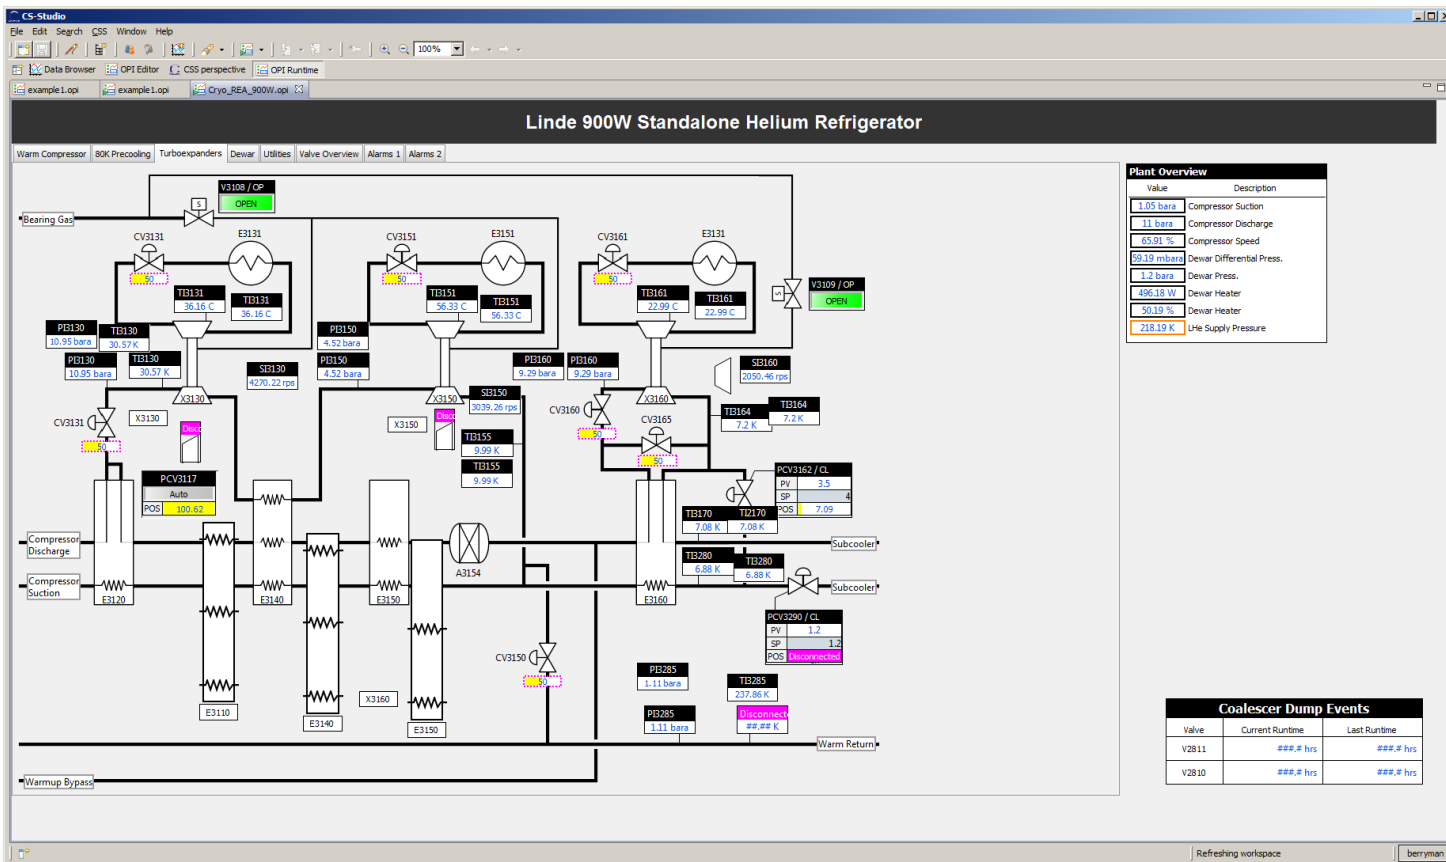 CS-Studio
File Edit Search CSS Window Help
100%
Data Browser OPI Editor CSS perspective OPI Runtime
example1.opi example1.opi Cryo_REA_900W.opi
Linde 900W Standalone Helium Refrigerator
Warm Compressor 80K Precooling Turboexpanders Dewar Utilities Valve Overview Alarms 1 Alarms 2
Plant Overview
Value Description
1.05 bara Compressor Suction
11 bara Compressor Discharge
65.91 % Compressor Speed
59.19 mbara Dewar Differential Press.
1.2 bara Dewar Press.
496.18 W Dewar Heater
50.19 % Dewar Heater
218.19 K LHe Supply Pressure
V3108 / OP
OPEN
S
Bearing Gas
CV3131
50
E3131
CV3151
50
E3151
CV3161
50
E3131
V3109 / OP
OPEN
S
TI3131
36.16 C
TI3131
36.16 C
TI3151
56.33 C
TI3151
56.33 C
TI3161
22.99 C
TI3161
22.99 C
PI3130
10.95 bara
TI3130
30.57 K
PI3150
4.52 bara
PI3130
10.95 bara
TI3130
30.57 K
SI3130
4270.22 rps
PI3150
4.52 bara
PI3160
9.29 bara
PI3160
9.29 bara
SI3160
2050.46 rps
X3130
X3150
SI3150
3039.26 rps
X3160
CV3131
50
X3130
Disc
X3150
Disc
CV3160
50
CV3165
50
TI3164
7.2 K
TI3164
7.2 K
TI3155
9.99 K
TI3155
9.99 K
PCV3117
Auto
POS 100.62
PCV3162 / CL
PV 3.5
SP 4
POS 7.09
TI3170
7.08 K
TI2170
7.08 K
Compressor
Discharge
Subcooler
A3154
TI3280
6.88 K
TI3280
6.88 K
Compressor
Suction
Subcooler
E3120
E3140
E3150
E3160
PCV3290 / CL
PV 1.2
SP 1.2
POS Disconnected
CV3150
50
X3160
E3110
E3140
E3150
PI3285
1.11 bara
TI3285
237.86 K
PI3285
1.11 bara
Disconnect
##.## K
Warm Return
Warmup Bypass
Coalescer Dump Events
Valve Current Runtime Last Runtime
V2811 ###.# hrs ###.# hrs
V2810 ###.# hrs ###.# hrs
Refreshing workspace
berryman